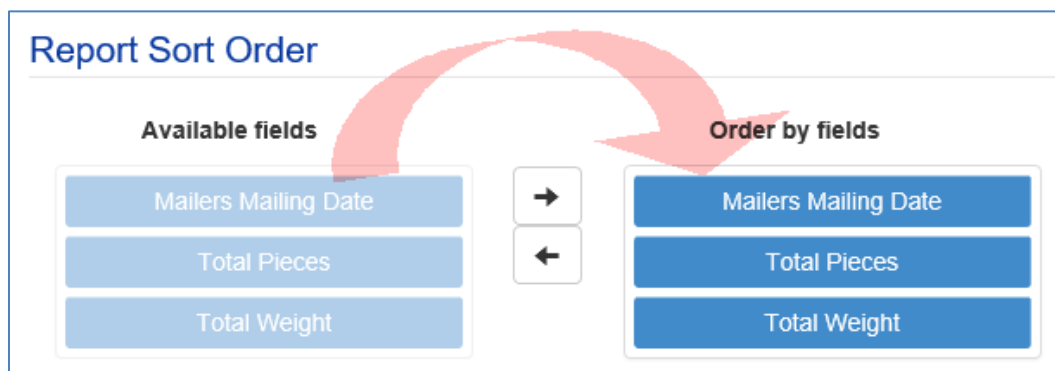 Report Sort Order
Available fields
Order by fields
Mailers Mailing Date
Mailers Mailing Date
Total Pieces
Total Pieces
Total Weight
Total Weight